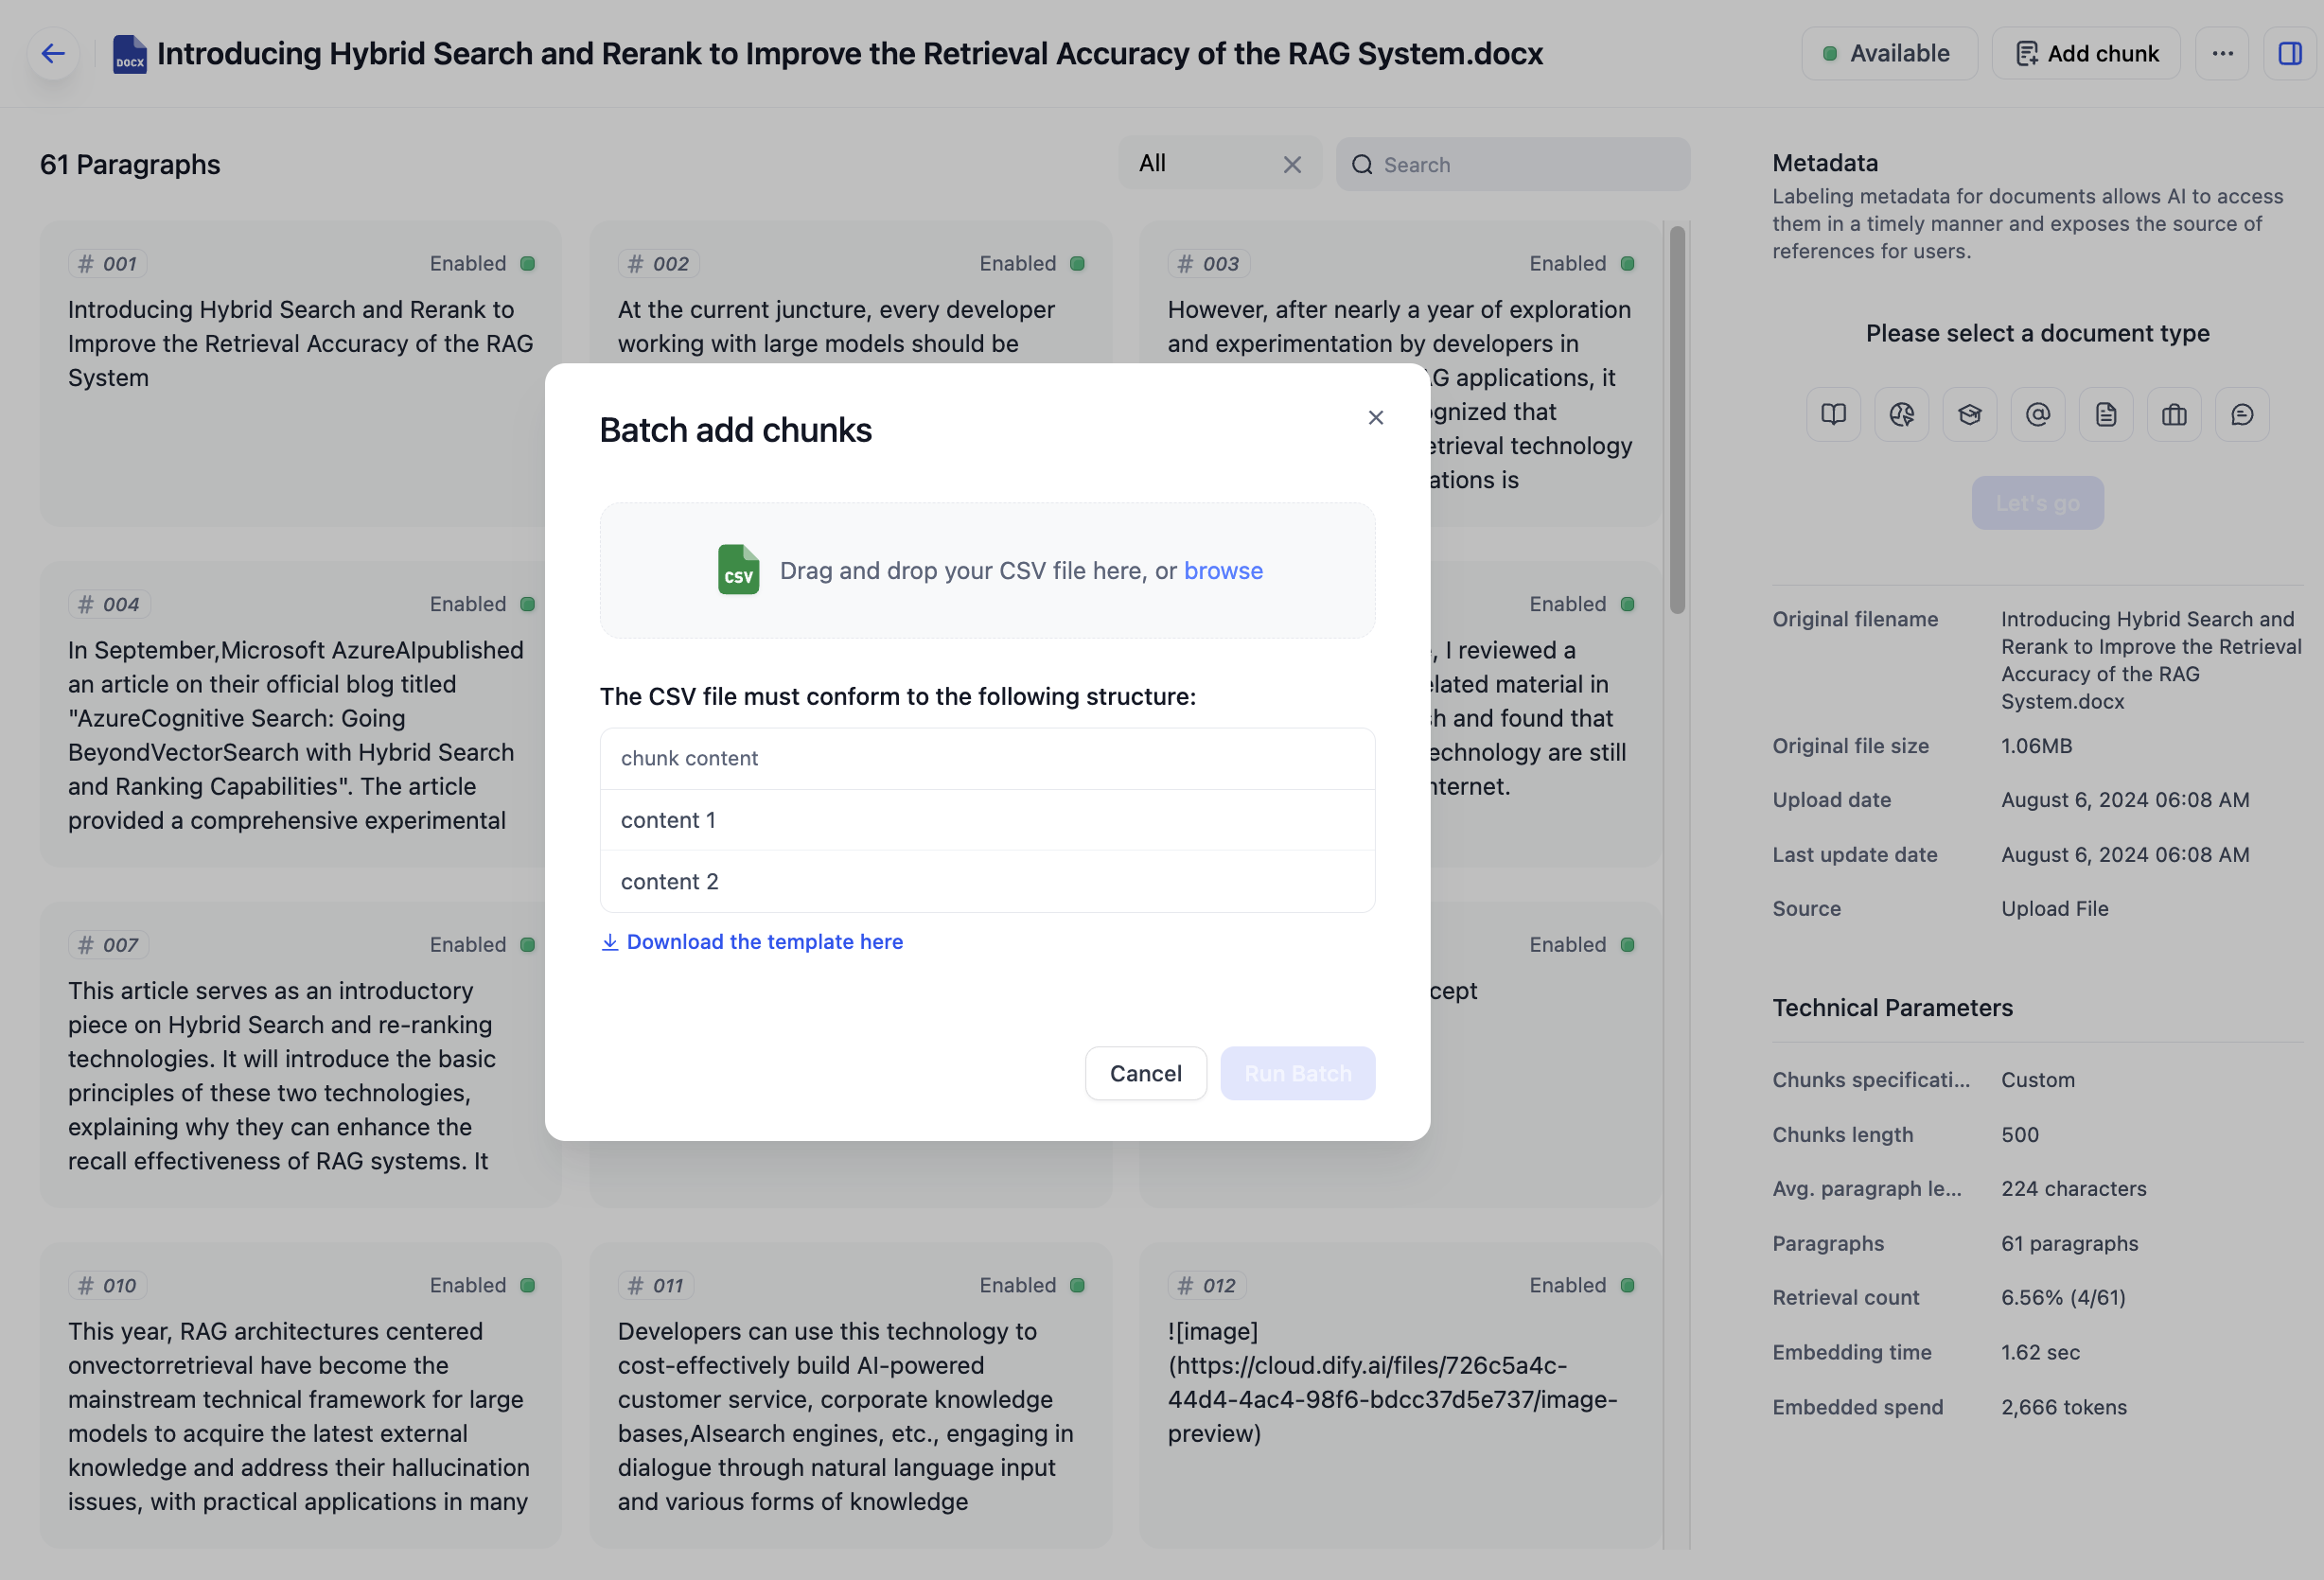 DOCX
Introducing Hybrid Search and Rerank to Improve the Retrieval Accuracy of the RAG System.docx
Available
Add chunk
61 Paragraphs
All
Search
# 001
Enabled
Introducing Hybrid Search and Rerank to
Improve the Retrieval Accuracy of the RAG
System
# 002
Enabled
At the current juncture, every developer
working with large models should be
# 003
Enabled
However, after nearly a year of exploration
and experimentation by developers in
G applications, it
gnized that
etrieval technology
ations is
# 004
Enabled
In September,Microsoft AzureAIpublished
an article on their official blog titled
"AzureCognitive Search: Going
BeyondVectorSearch with Hybrid Search
and Ranking Capabilities". The article
provided a comprehensive experimental
Enabled
, I reviewed a
elated material in
h and found that
echnology are still
nternet.
# 007
Enabled
This article serves as an introductory
piece on Hybrid Search and re-ranking
technologies. It will introduce the basic
principles of these two technologies,
explaining why they can enhance the
recall effectiveness of RAG systems. It
Enabled
cept
# 010
Enabled
This year, RAG architectures centered
onvectorretrieval have become the
mainstream technical framework for large
models to acquire the latest external
knowledge and address their hallucination
issues, with practical applications in many
# 011
Enabled
Developers can use this technology to
cost-effectively build AI-powered
customer service, corporate knowledge
bases,AIsearch engines, etc., engaging in
dialogue through natural language input
and various forms of knowledge
# 012
Enabled
![image]
(https://cloud.dify.ai/files/726c5a4c-
44d4-4ac4-98f6-bdcc37d5e737/image-
preview)
Batch add chunks
CSV
Drag and drop your CSV file here, or browse
The CSV file must conform to the following structure:
chunk content
content 1
content 2
Download the template here
Cancel
Run Batch
Metadata
Labeling metadata for documents allows AI to access
them in a timely manner and exposes the source of
references for users.
Please select a document type
Let's go
Original filename
Introducing Hybrid Search and
Rerank to Improve the Retrieval
Accuracy of the RAG
System.docx
Original file size
1.06MB
Upload date
August 6, 2024 06:08 AM
Last update date
August 6, 2024 06:08 AM
Source
Upload File
Technical Parameters
Chunks specificati...
Custom
Chunks length
500
Avg. paragraph le...
224 characters
Paragraphs
61 paragraphs
Retrieval count
6.56% (4/61)
Embedding time
1.62 sec
Embedded spend
2,666 tokens